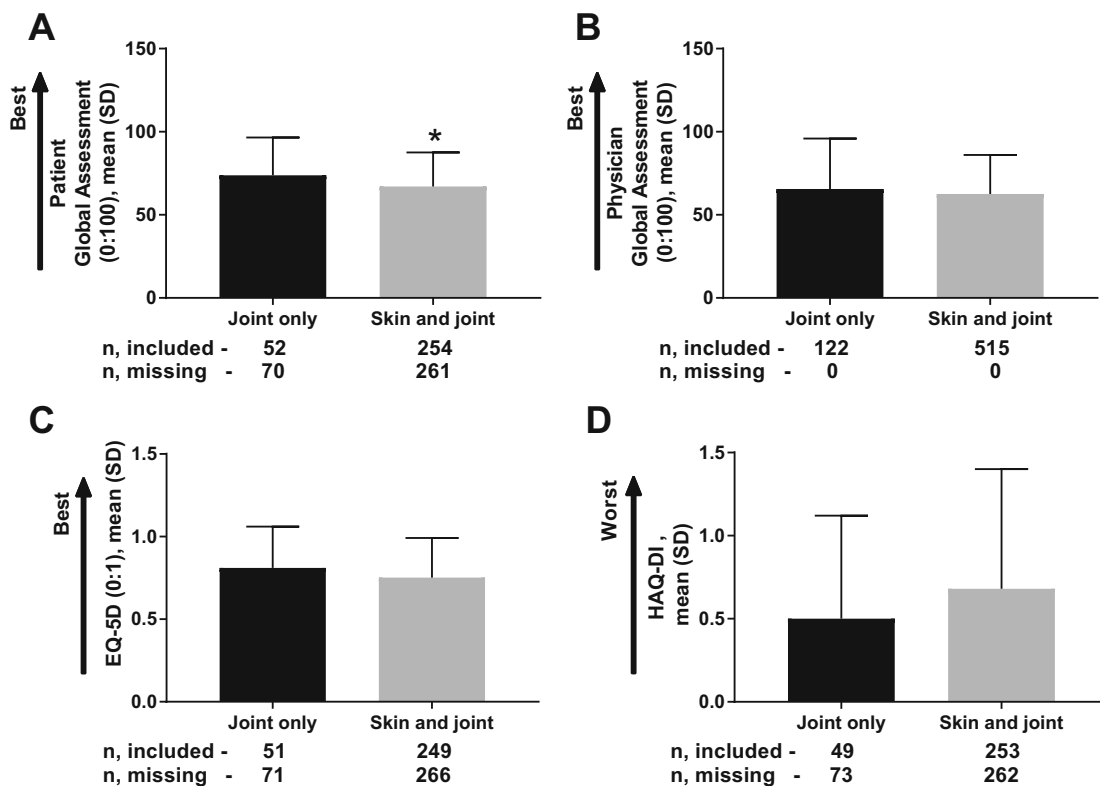 A
Best
Patient
Global Assessment
(0:100), mean (SD)
150
100
50
0
*
Joint only Skin and joint
n, included - 52 254
n, missing - 70 261
B
Best
Physician
Global Assessment
(0:100), mean (SD)
150
100
50
0
Joint only Skin and joint
n, included - 122 515
n, missing - 0 0
C
Best
EQ-5D (0:1), mean (SD)
1.5
1.0
0.5
0.0
Joint only Skin and joint
n, included - 51 249
n, missing - 71 266
D
Worst
HAQ-DI ,
mean (SD)
1.5
1.0
0.5
0.0
Joint only Skin and joint
n, included - 49 253
n, missing - 73 262